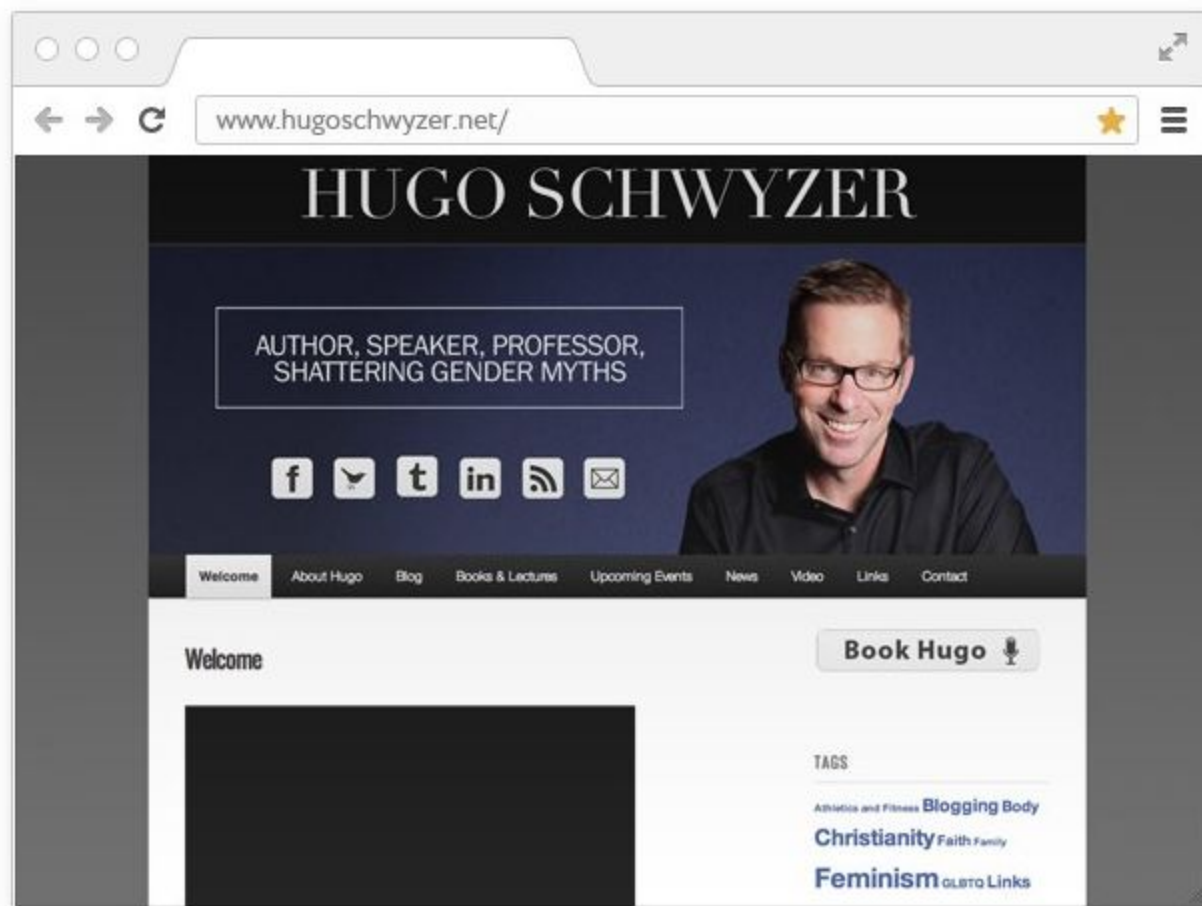 www.hugoschwyzer.net/
HUGO SCHWYZER
AUTHOR, SPEAKER, PROFESSOR,
SHATTERING GENDER MYTHS
f t in
Welcome About Hugo Blog Books & Lectures Upcoming Events News Video Links Contact
Welcome
Book Hugo
TAGS
Athletics and Fitness Blogging Body
Christianity Faith Family
Feminism GLBTQ Links